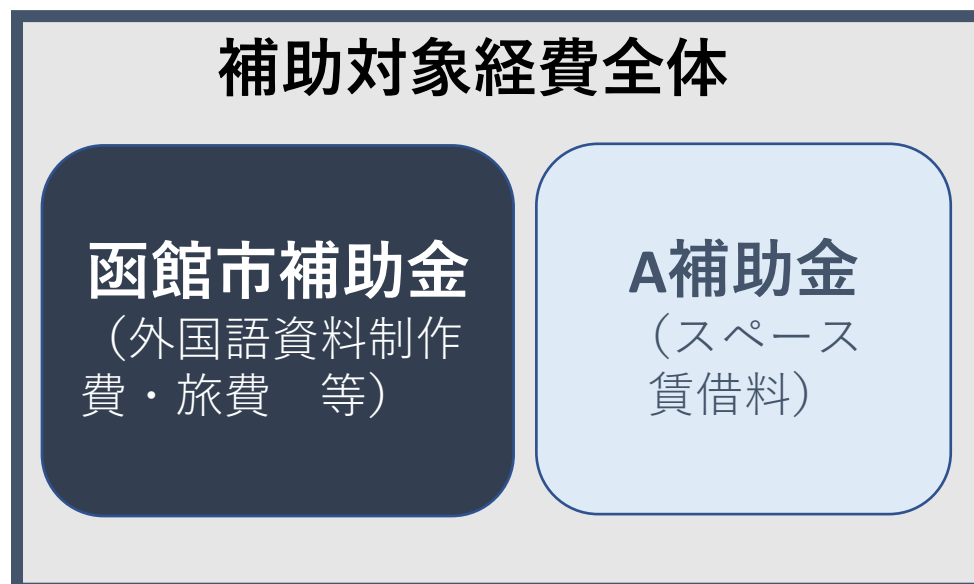 補助対象経費全体
函館市補助金
（外国語資料制作
費・旅費　等）
A補助金
（スペース
賃借料）